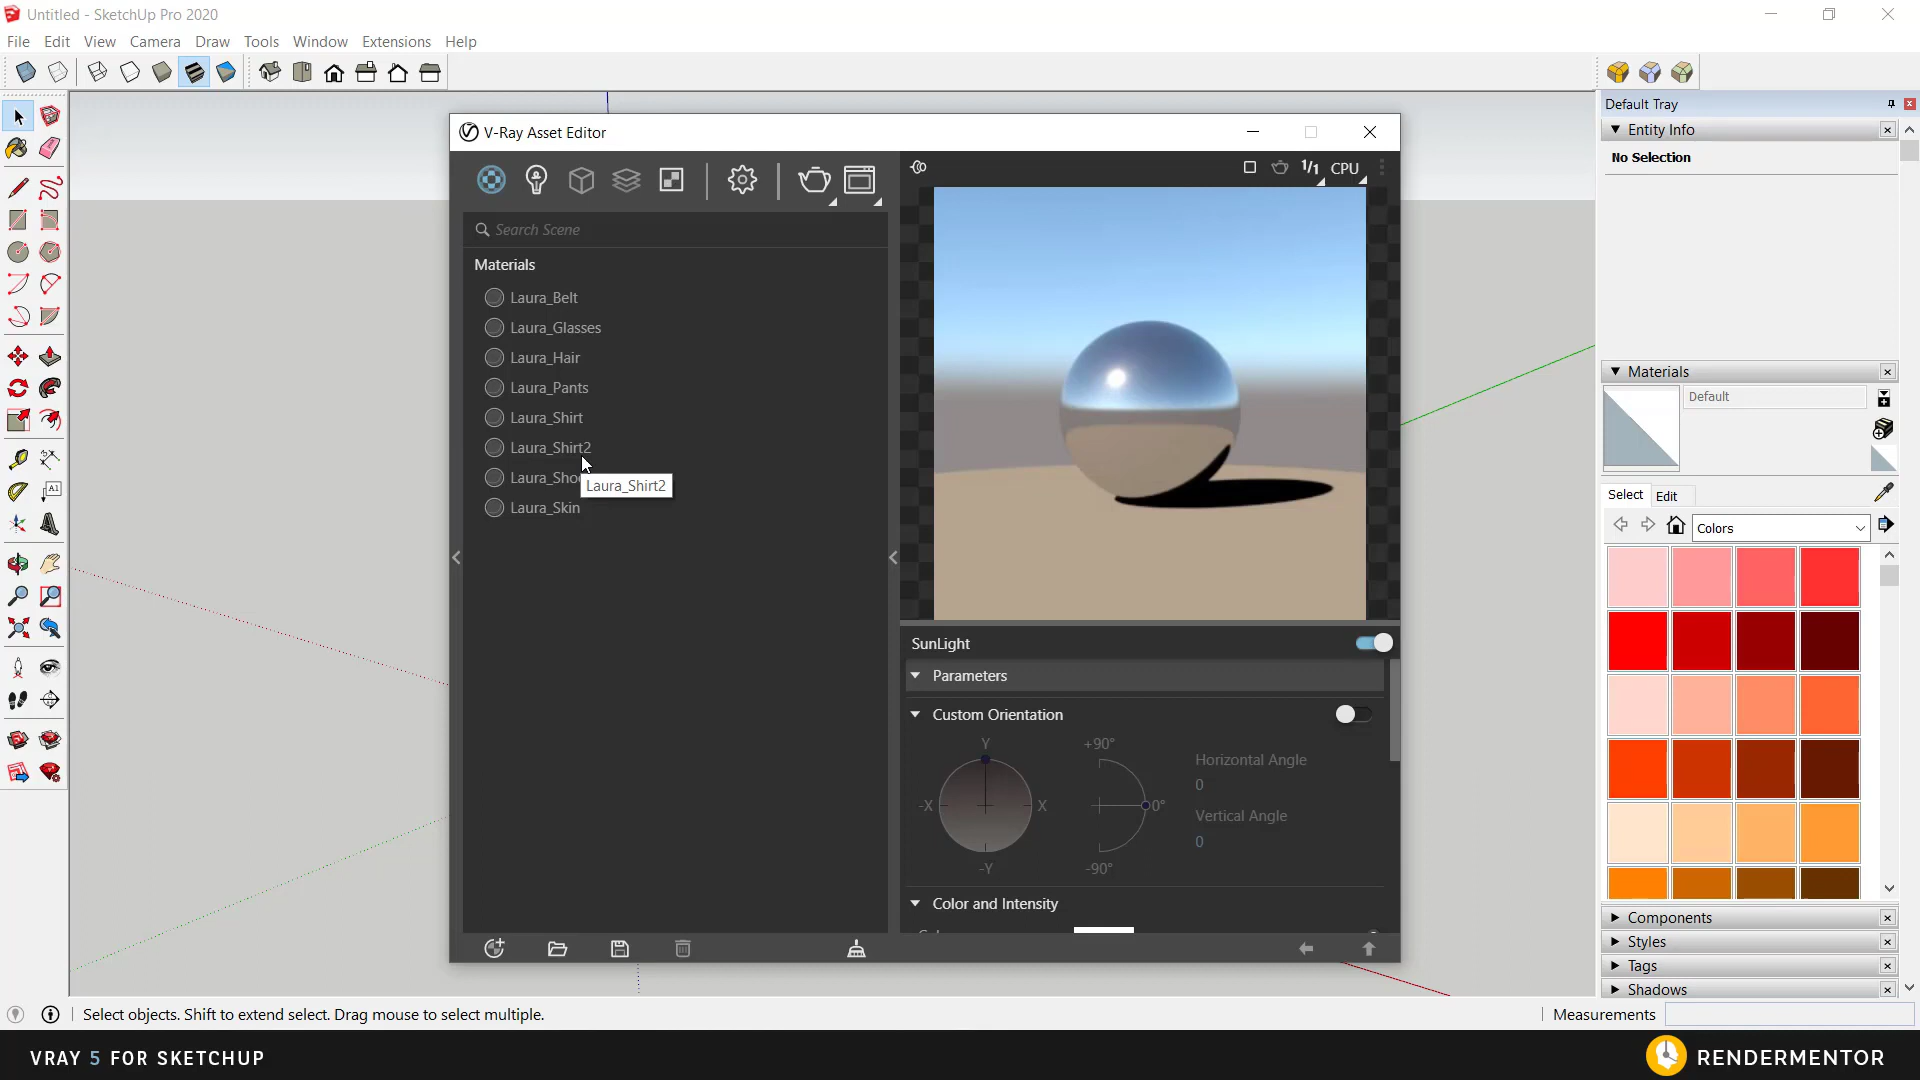 Untitled - SketchUp Pro 2020
File Edit View Camera Draw Tools Window Extensions Help
Default Tray
Entity Info
No Selection
V-Ray Asset Editor
1/1 CPU
Search Scene
Materials
Laura_Belt
Laura_Glasses
Laura_Hair
Laura_Pants
Laura_Shirt
Laura_Shirt2
Laura_Sho
Laura_Shirt2
Laura_Skin
SunLight
Parameters
Custom Orientation
Y
-X
X
-Y
+90°
0°
-90°
Horizontal Angle
0
Vertical Angle
0
Color and Intensity
Materials
Default
Select Edit
Colors
Components
Styles
Tags
Shadows
A1
Select objects. Shift to extend select. Drag mouse to select multiple.
Measurements
VRAY 5 FOR SKETCHUP
RENDERMENTOR